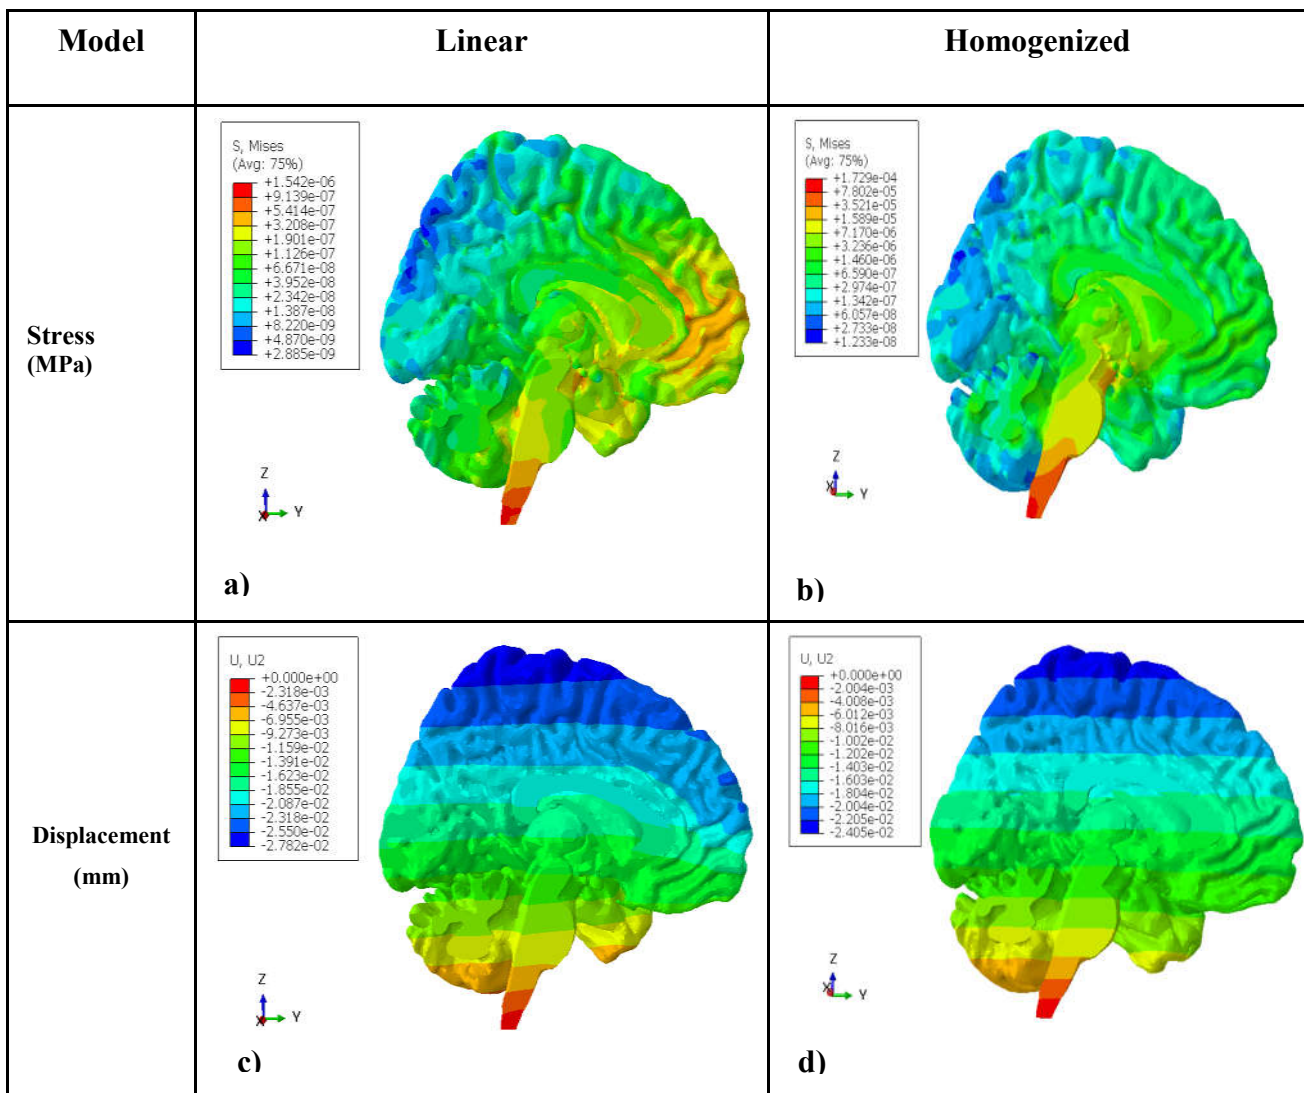 Model
Linear
Homogenized
Stress
(MPa)
S, Mises
(Avg: 75%)
+1.542e-06
+9.139e-07
+5.414e-07
+3.208e-07
+1.901e-07
+1.126e-07
+6.671e-08
+3.952e-08
+2.342e-08
+1.387e-08
+8.220e-09
+4.870e-09
+2.885e-09
Z
X
Y
a)
S, Mises
(Avg: 75%)
+1.729e-04
+7.802e-05
+3.521e-05
+1.589e-05
+7.170e-06
+3.236e-06
+1.460e-06
+6.590e-07
+2.974e-07
+1.342e-07
+6.057e-08
+2.733e-08
+1.233e-08
Z
X
Y
b)
Displacement
(mm)
U, U2
+0.000e+00
-2.318e-03
-4.637e-03
-6.955e-03
-9.273e-03
-1.159e-02
-1.391e-02
-1.623e-02
-1.855e-02
-2.087e-02
-2.318e-02
-2.550e-02
-2.782e-02
Z
X
Y
c)
U, U2
+0.000e+00
-2.004e-03
-4.008e-03
-6.012e-03
-8.016e-03
-1.002e-02
-1.202e-02
-1.403e-02
-1.603e-02
-1.804e-02
-2.004e-02
-2.205e-02
-2.405e-02
Z
X
Y
d)